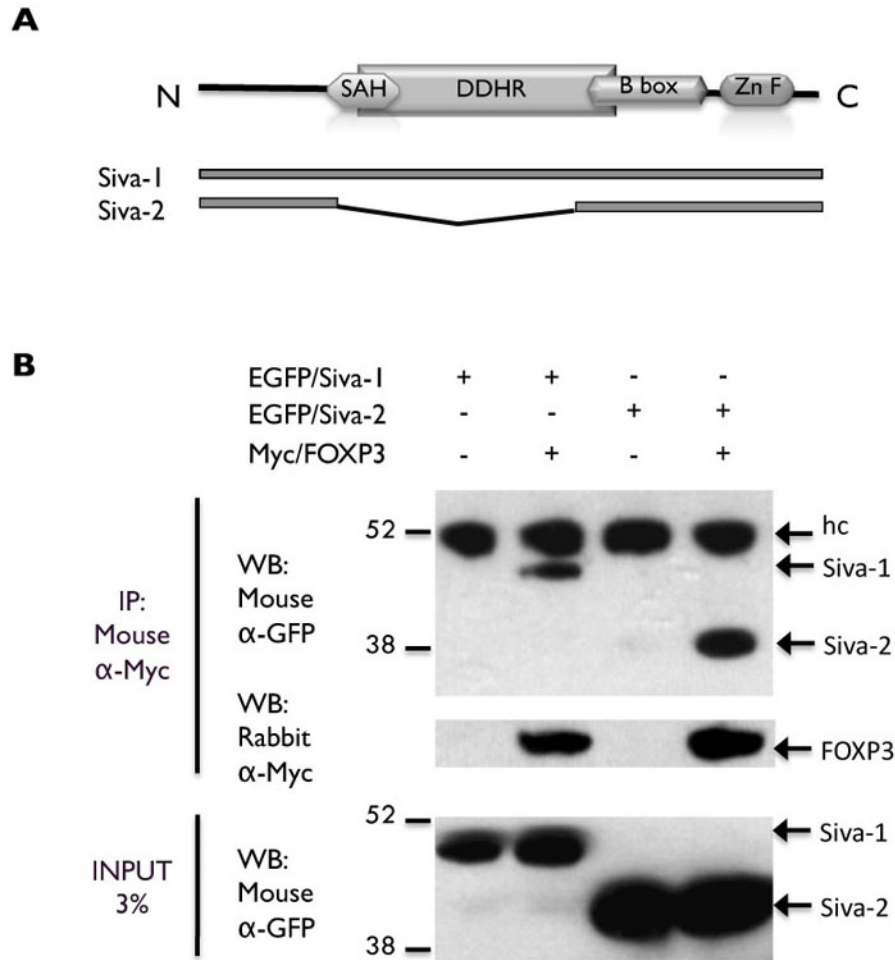 A
N SAH DDHR B box Zn F C
Siva-1
Siva-2
B
EGFP/Siva-1 + + - -
EGFP/Siva-2 - - + +
Myc/FOXP3 - + - +
IP:
Mouse
α-Myc
WB:
Mouse
α-GFP
52
38
hc
Siva-1
Siva-2
WB:
Rabbit
α-Myc
FOXP3
INPUT
3%
WB:
Mouse
α-GFP
52
38
Siva-1
Siva-2